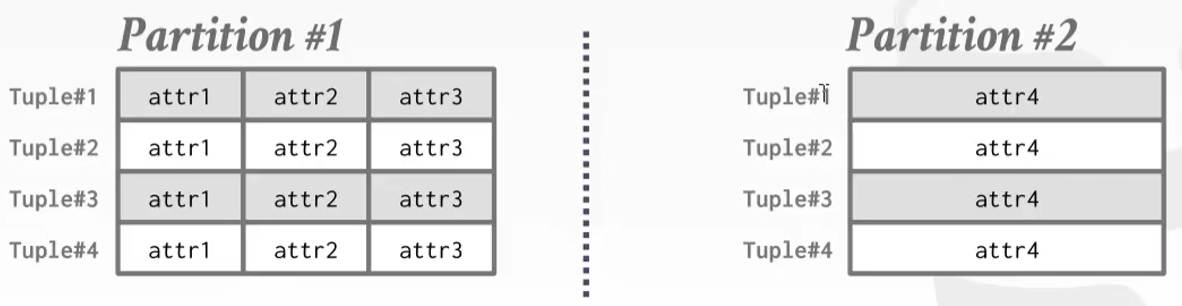 Partition #1 Partition #2
Tuple#1 attr1 attr2 attr3 Tuple#1 attr4
Tuple#2 attr1 attr2 attr3 Tuple#2 attr4
Tuple#3 attr1 attr2 attr3 Tuple#3 attr4
Tuple#4 attr1 attr2 attr3 Tuple#4 attr4